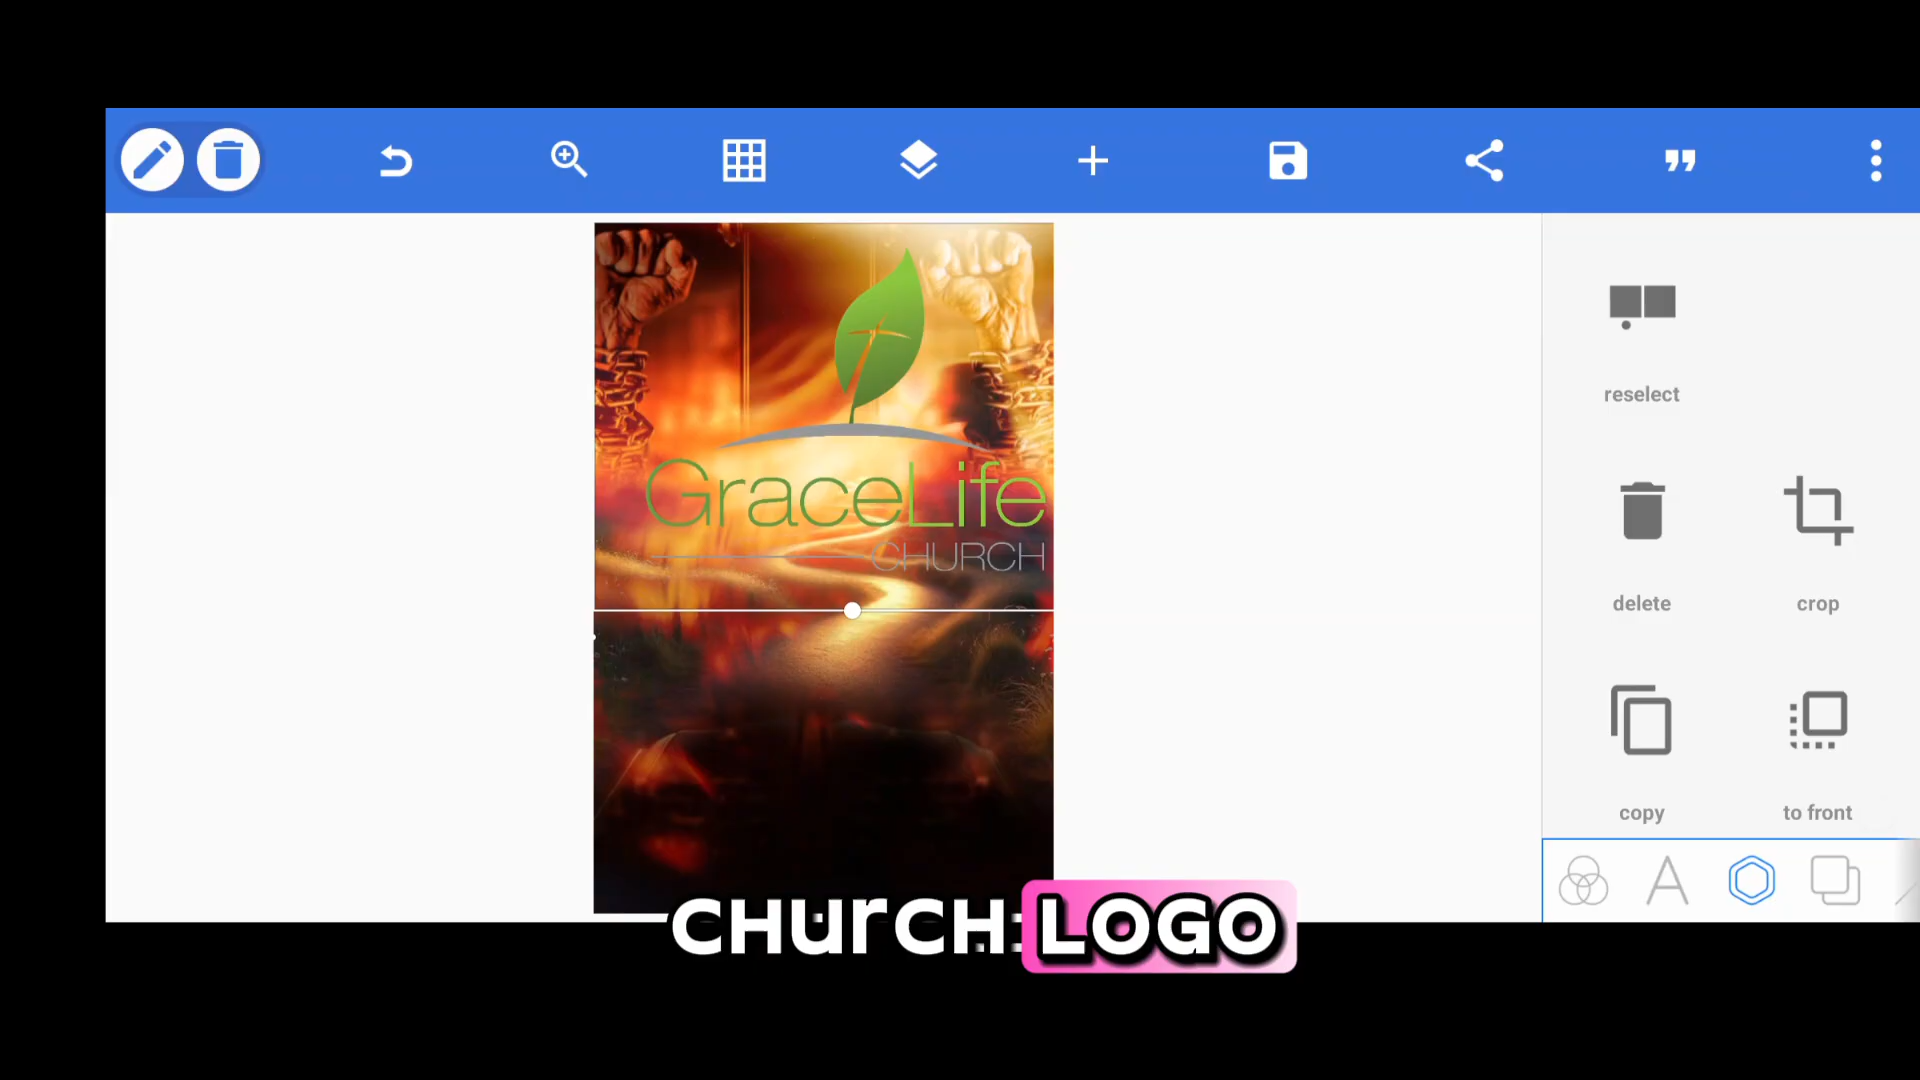 GraceLife
CHURCH
reselect
delete
crop
copy
to front
CHURCH LOGO